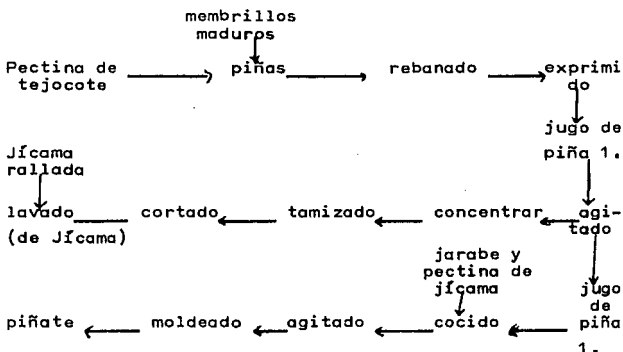 membrillos
maduros
Pectina de
tejocote
piñas
rebanado
exprimi
do
jugo de
piña 1.
Jícama
rallada
lavado
(de Jícama)
cortado
tamizado
concentrar
agi-
tado
jarabe y
pectina de
jícama
jugo
de
piña
1.
cocido
agitado
moldeado
piñate